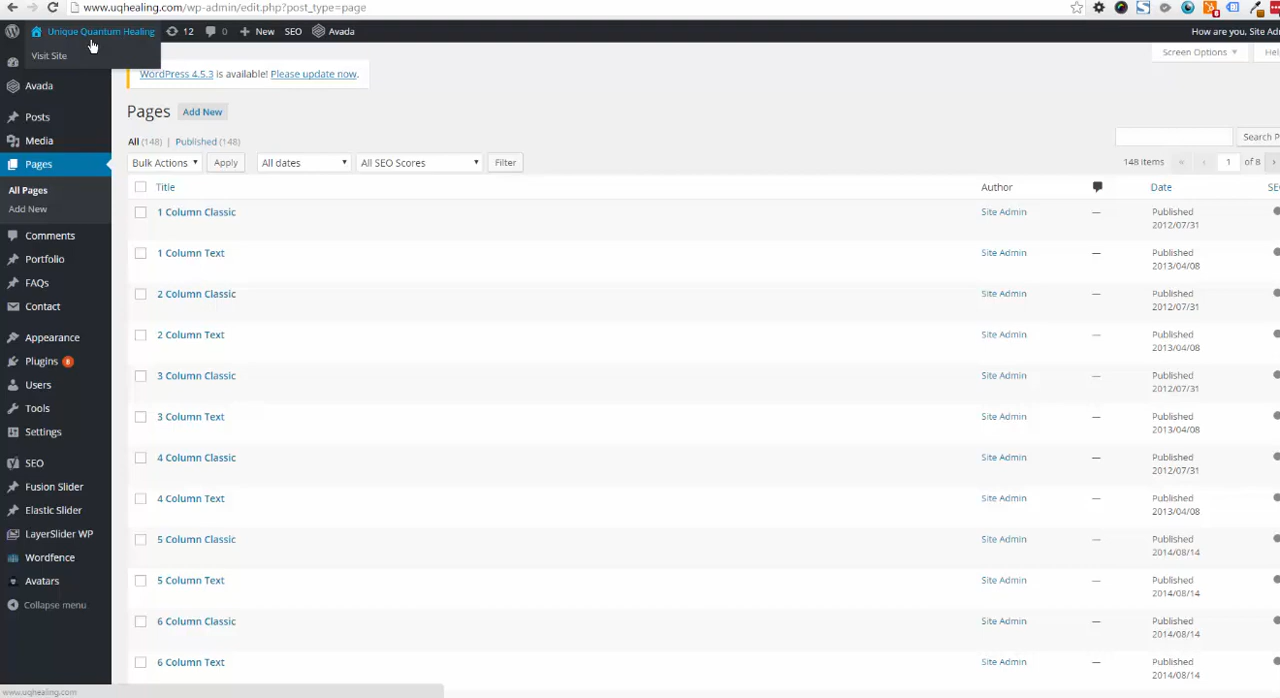 www.uqhealing.com/wp-admin/edit.php?post_type=page
Unique Quantum Healing 12 0 New SEO Avada How are you, Site Adm
Visit Site
Screen Options Hel
WordPress 4.5.3 is available! Please update now.
Avada
Posts
Media
Pages
All Pages
Add New
Comments
Portfolio
FAQs
Contact
Appearance
Plugins 8
Users
Tools
Settings
SEO
Fusion Slider
Elastic Slider
LayerSlider WP
Wordfence
Avatars
Collapse menu
Pages Add New
All (148) | Published (148)
Search P
Bulk Actions Apply All dates All SEO Scores Filter 148 items « ‹ 1 of 8 ›
Title Author Date SE
1 Column Classic Site Admin — Published
2012/07/31
1 Column Text Site Admin — Published
2013/04/08
2 Column Classic Site Admin — Published
2012/07/31
2 Column Text Site Admin — Published
2013/04/08
3 Column Classic Site Admin — Published
2012/07/31
3 Column Text Site Admin — Published
2013/04/08
4 Column Classic Site Admin — Published
2012/07/31
4 Column Text Site Admin — Published
2013/04/08
5 Column Classic Site Admin — Published
2014/08/14
5 Column Text Site Admin — Published
2014/08/14
6 Column Classic Site Admin — Published
2014/08/14
6 Column Text Site Admin — Published
2014/08/14
www.uqhealing.com